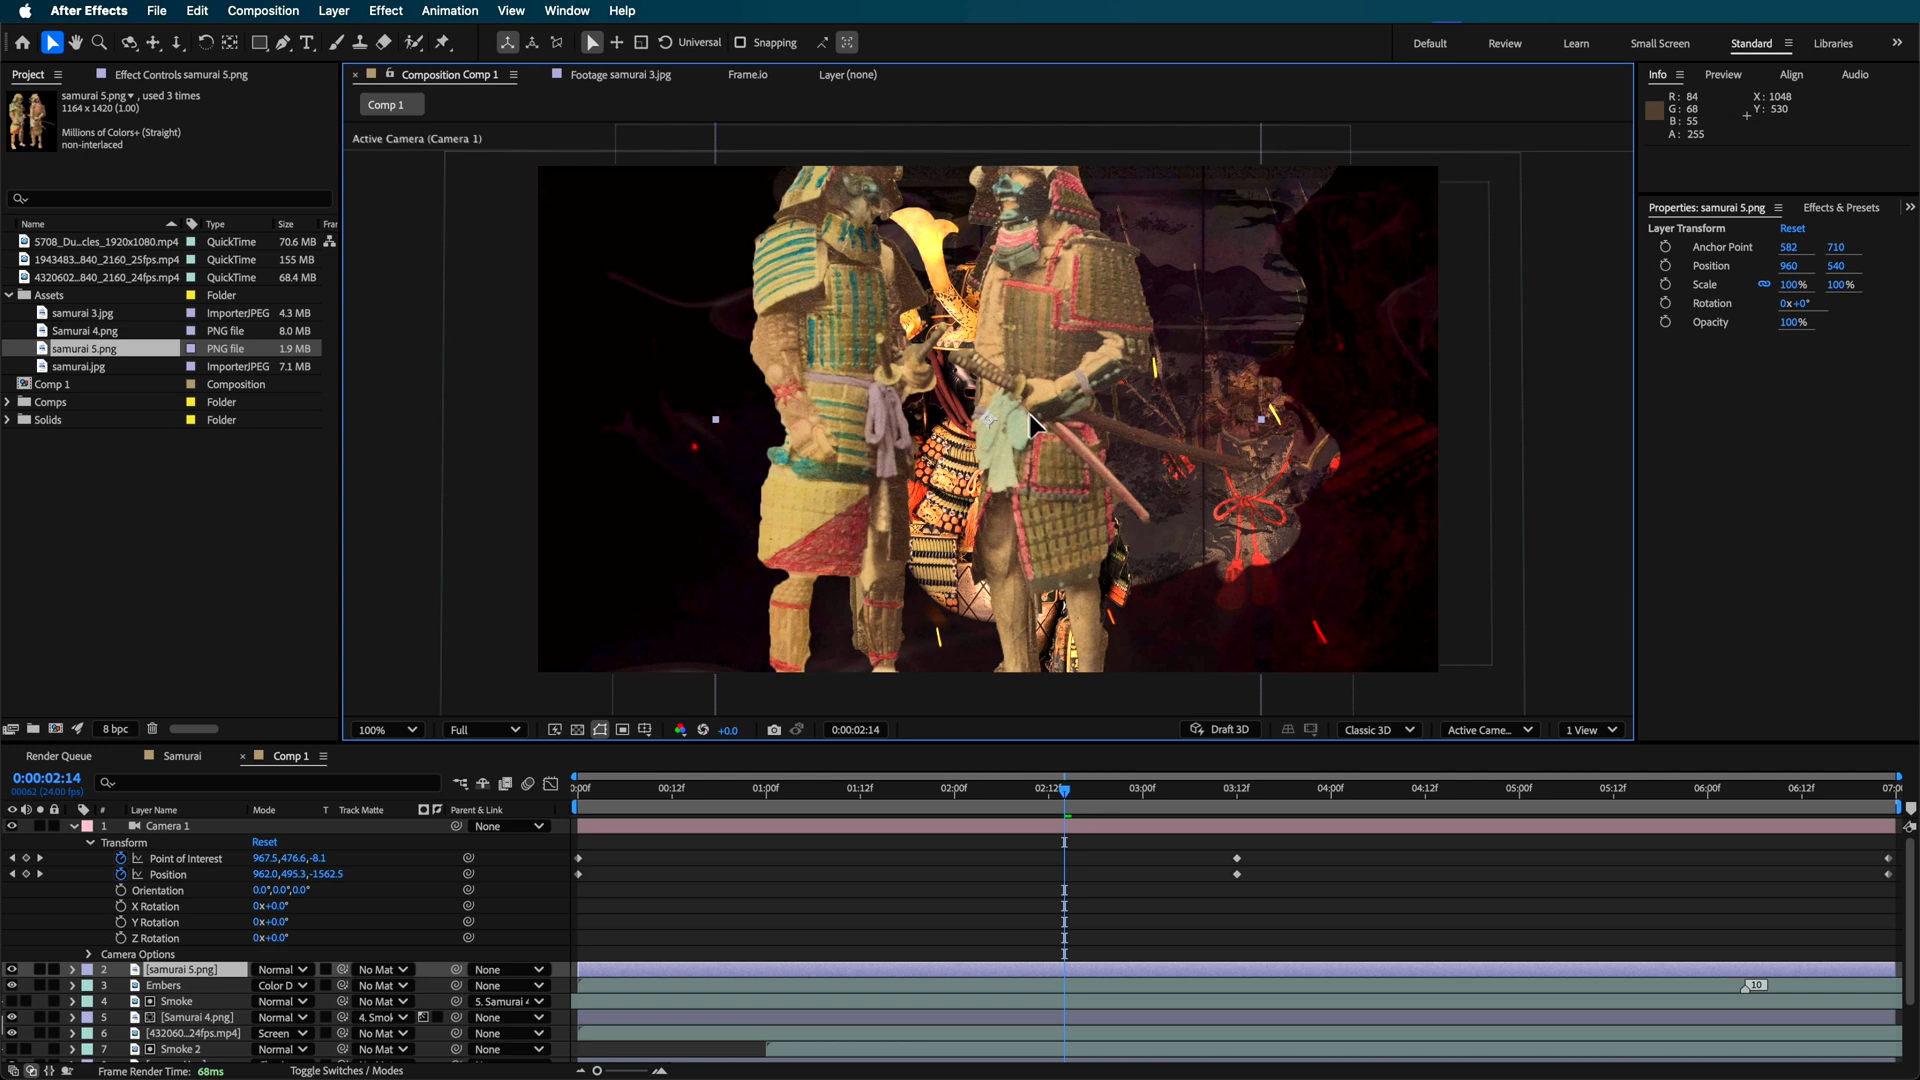 After Effects File Edit Composition Layer Effect Animation View Window Help
Universal Snapping Default Review Learn Small Screen Standard Libraries
Project Effect Controls samurai 5.png
samurai 5.png , used 3 times
1164 x 1420 (1.00)
Millions of Colors+ (Straight)
non-interlaced
Name Type Size Frar
5708_Du...cles_1920x1080.mp4 QuickTime 70.6 MB
1943483...840_2160_25fps.mp4 QuickTime 155 MB
4320602...840_2160_24fps.mp4 QuickTime 68.4 MB
Assets Folder
samurai 3.jpg ImporterJPEG 4.3 MB
Samurai 4.png PNG file 8.0 MB
samurai 5.png PNG file 1.9 MB
samurai.jpg ImporterJPEG 7.1 MB
Comp 1 Composition
Comps Folder
Solids Folder
8 bpc
Composition Comp 1 Footage samurai 3.jpg Frame.io Layer (none)
Comp 1
Active Camera (Camera 1)
100% Full +0.0 0:00:02:14 Draft 3D Classic 3D Active Came... 1 View
Info Preview Align Audio
R: 84 X: 1048
G: 68 Y: 530
B: 55
A: 255
Properties: samurai 5.png Effects & Presets
Layer Transform Reset
Anchor Point 582 710
Position 960 540
Scale 100% 100%
Rotation 0x+0°
Opacity 100%
Render Queue Samurai Comp 1
0:00:02:14
00062 (24.00 fps)
00f 00:12f 01:00f 01:12f 02:00f 02:12f 03:00f 03:12f 04:00f 04:12f 05:00f 05:12f 06:00f 06:12f 07:0
# Layer Name Mode T Track Matte Parent & Link
1 Camera 1 None
Transform Reset
Point of Interest 967.5,476.6,-8.1
Position 962.0,495.3,-1562.5
Orientation 0.0°,0.0°,0.0°
X Rotation 0x+0.0°
Y Rotation 0x+0.0°
Z Rotation 0x+0.0°
Camera Options
2 [samurai 5.png] Normal No Mat None
3 Embers Color D No Mat None 10
4 Smoke Normal No Mat 5. Samurai 4
5 [Samurai 4.png] Normal 4. Smok None
6 [432060...24fps.mp4] Screen No Mat None
7 Smoke 2 Normal No Mat None
Frame Render Time: 68ms Toggle Switches / Modes